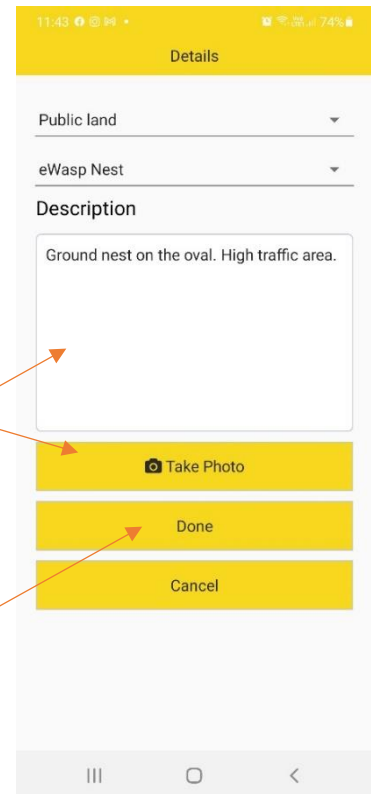 11:43
74%
Details
Public land
eWasp Nest
Description
Ground nest on the oval. High traffic area.
Take Photo
Done
Cancel